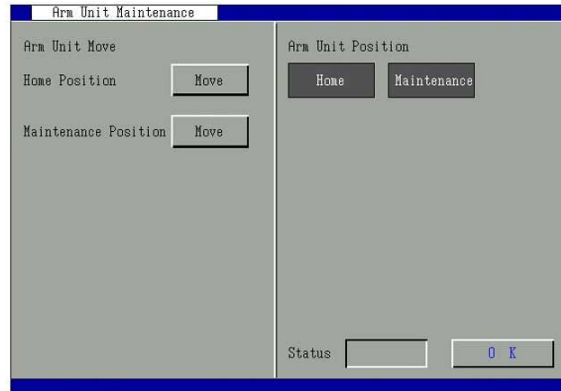 Arm Unit Maintenance
Arm Unit Move
Home Position Move
Maintenance Position Move
Arm Unit Position
Home Maintenance
Status O K